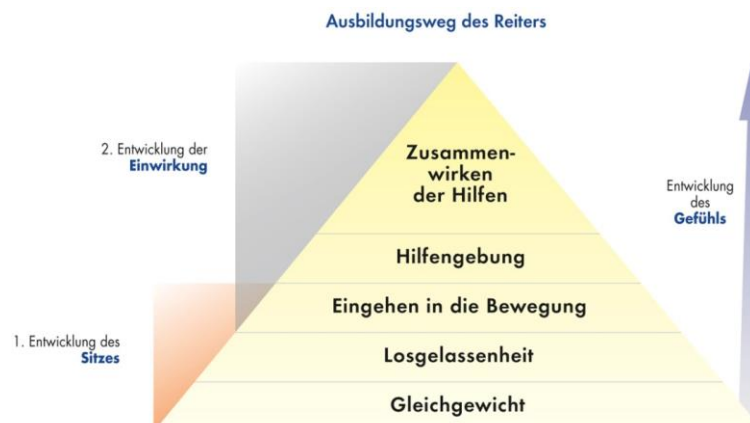 Ausbildungsweg des Reiters
2. Entwicklung der
Einwirkung
Zusammen-
wirken
der Hilfen
Entwicklung
des
Gefühls
Hilfengebung
Eingehen in die Bewegung
1. Entwicklung des
Sitzes
Losgelassenheit
Gleichgewicht